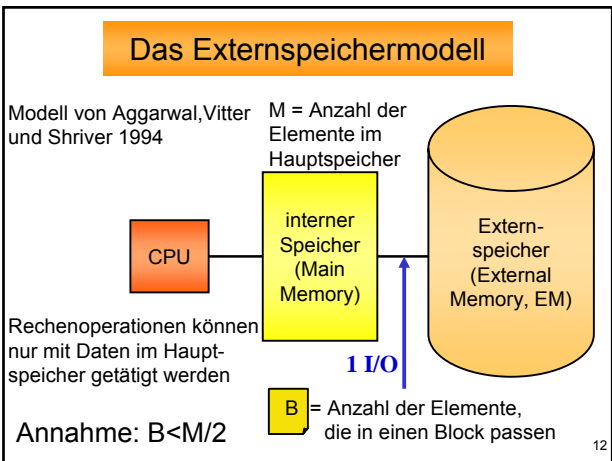 Das Externspeichermodell
Modell von Aggarwal,Vitter
und Shriver 1994
M = Anzahl der
Elemente im
Hauptspeicher
CPU
interner
Speicher
(Main
Memory)
Extern-
speicher
(External
Memory, EM)
Rechenoperationen können
nur mit Daten im Haupt-
speicher getätigt werden
1 I/O
B = Anzahl der Elemente,
die in einen Block passen
Annahme: B<M/2
12